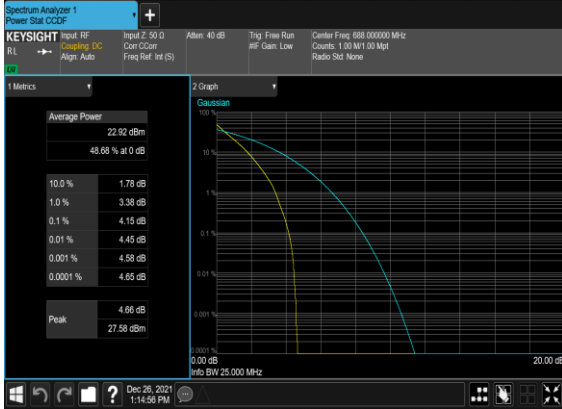 Spectrum Analyzer 1
Power Stat CCDF
+
KEYSIGHT
RL
Input: RF
Coupling: DC
Align: Auto
Input Z: 50 Ω
Corr CCorr
Freq Ref: Int (S)
Atten: 40 dB
Trig: Free Run
#IF Gain: Low
Center Freq: 688.000000 MHz
Counts: 1.00 M/1.00 Mpt
Radio Std: None
1 Metrics
Average Power
22.92 dBm
48.68 % at 0 dB
10.0 % 1.78 dB
1.0 % 3.38 dB
0.1 % 4.15 dB
0.01 % 4.45 dB
0.001 % 4.58 dB
0.0001 % 4.65 dB
Peak
4.66 dB
27.58 dBm
2 Graph
Gaussian
100 %
10 %
1 %
0.1 %
0.01 %
0.001 %
0.0001 %
0.00 dB
20.00 dB
Info BW 25.000 MHz
?
Dec 26, 2021
1:14:56 PM